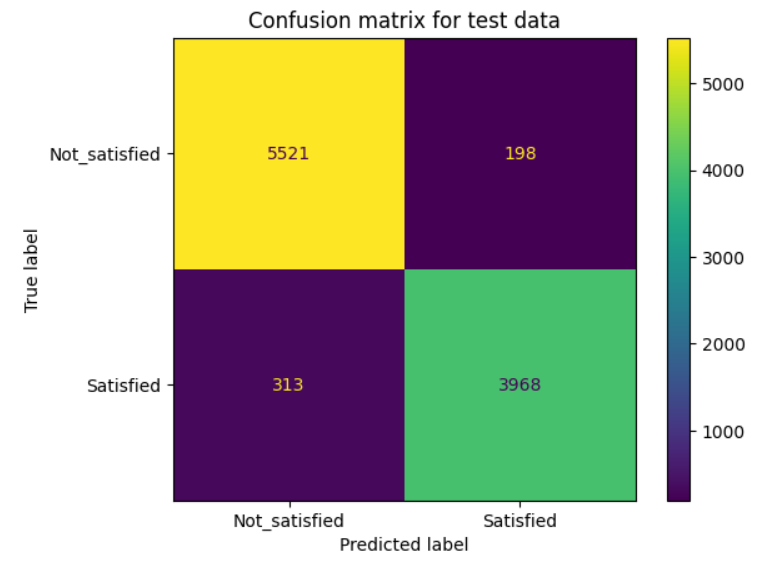 Confusion matrix for test data
True label
Not_satisfied
5521
198
Satisfied
313
3968
Not_satisfied
Satisfied
Predicted label
5000
4000
3000
2000
1000